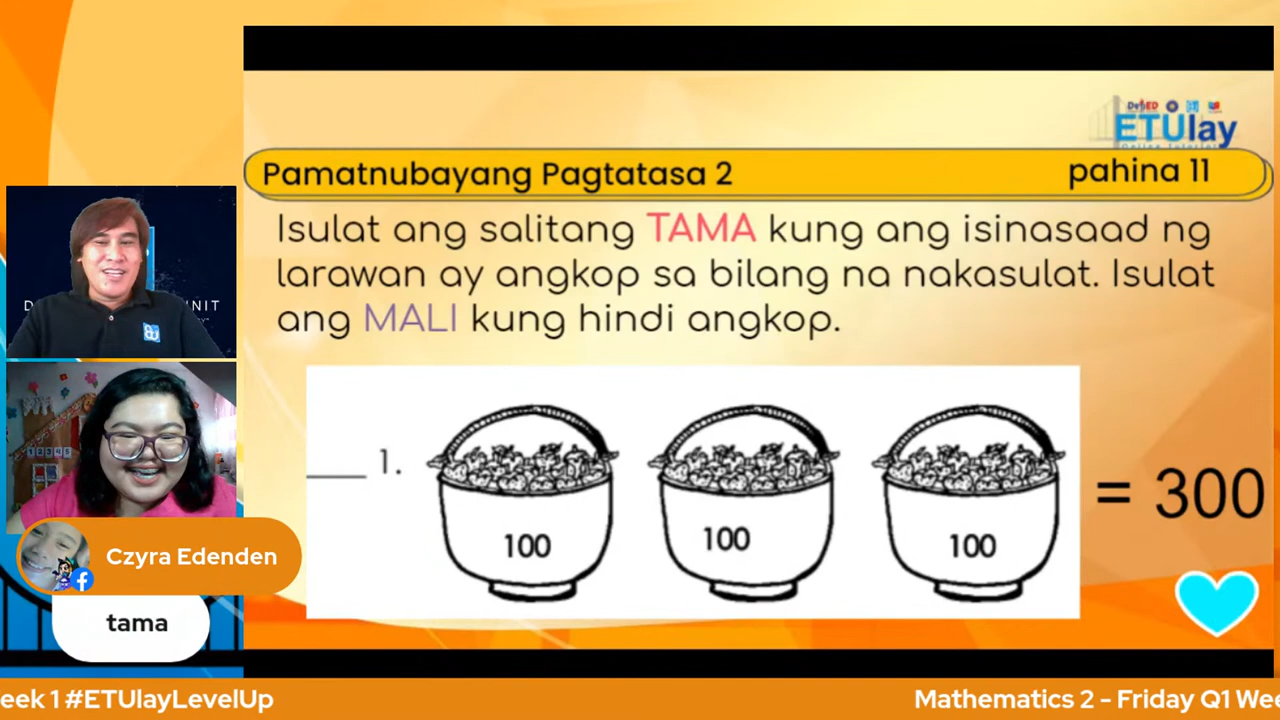 DepED
ETUlay
Pamatnubayang Pagtatasa 2
pahina 11
Isulat ang salitang TAMA kung ang isinasaad ng
larawan ay angkop sa bilang na nakasulat. Isulat
ang MALI kung hindi angkop.
1.
100
100
100
= 300
NIT
Czyra Edenden
tama
eek 1 #ETUlayLevelUp
Mathematics 2 - Friday Q1 Wee